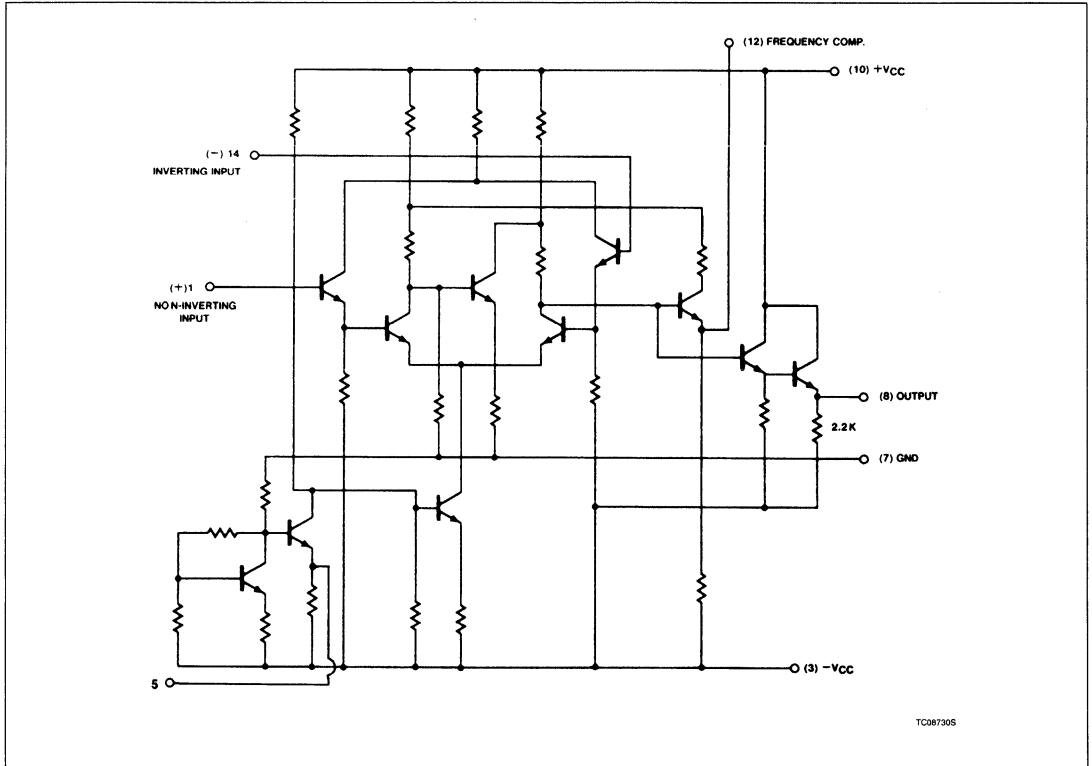 (12) FREQUENCY COMP.
(10) +VCC
(−) 14
INVERTING INPUT
(+)1
NON-INVERTING
INPUT
(8) OUTPUT
2.2K
(7) GND
(3) −VCC
5
TC08730S